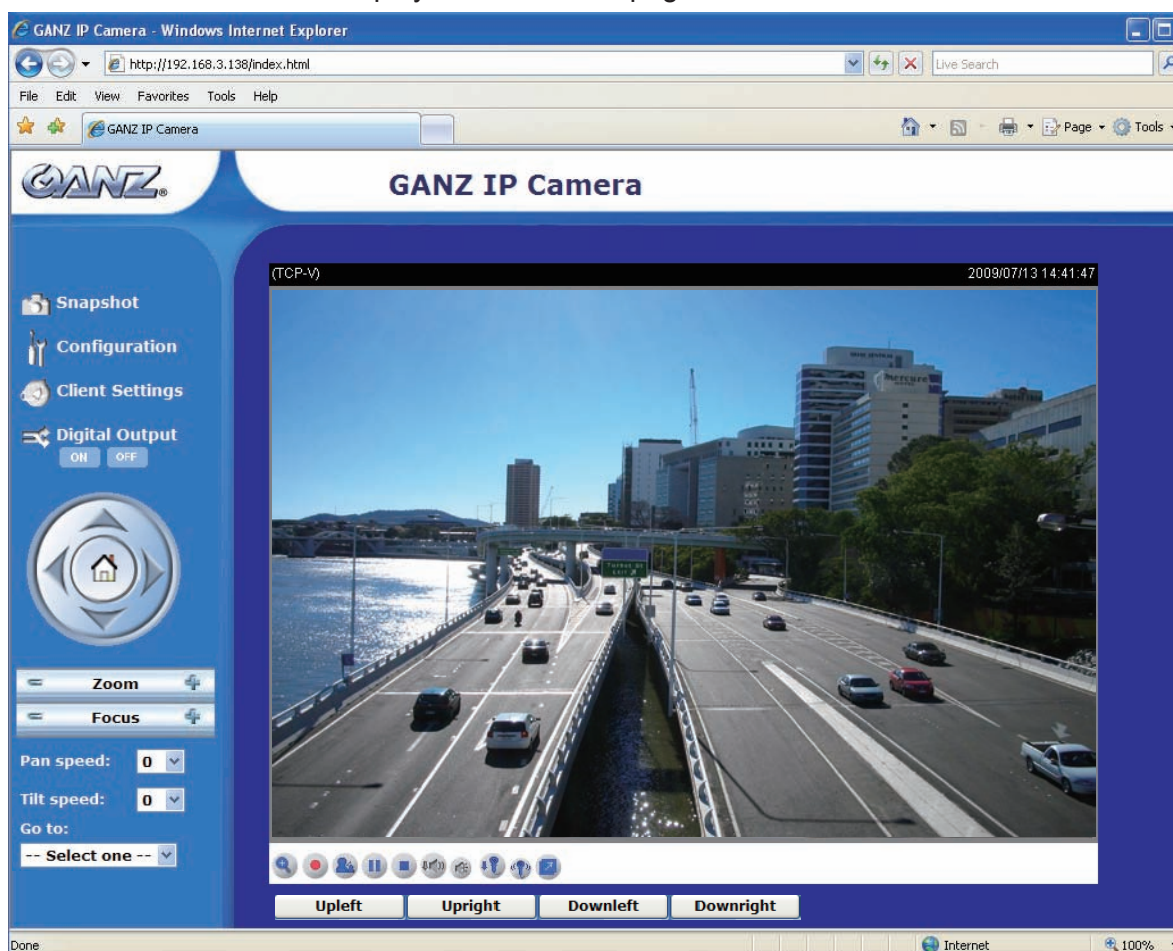 GANZ IP Camera - Windows Internet Explorer
http://192.168.3.138/index.html
Live Search
File Edit View Favorites Tools Help
GANZ IP Camera
Page Tools
GANZ®
GANZ IP Camera
(TCP-V) 2009/07/13 14:41:47
Snapshot
Configuration
Client Settings
Digital Output
ON OFF
Mercure
EXIT
Zoom
Focus
Pan speed: 0
Tilt speed: 0
Go to:
-- Select one --
Upleft Upright Downleft Downright
Done Internet 100%